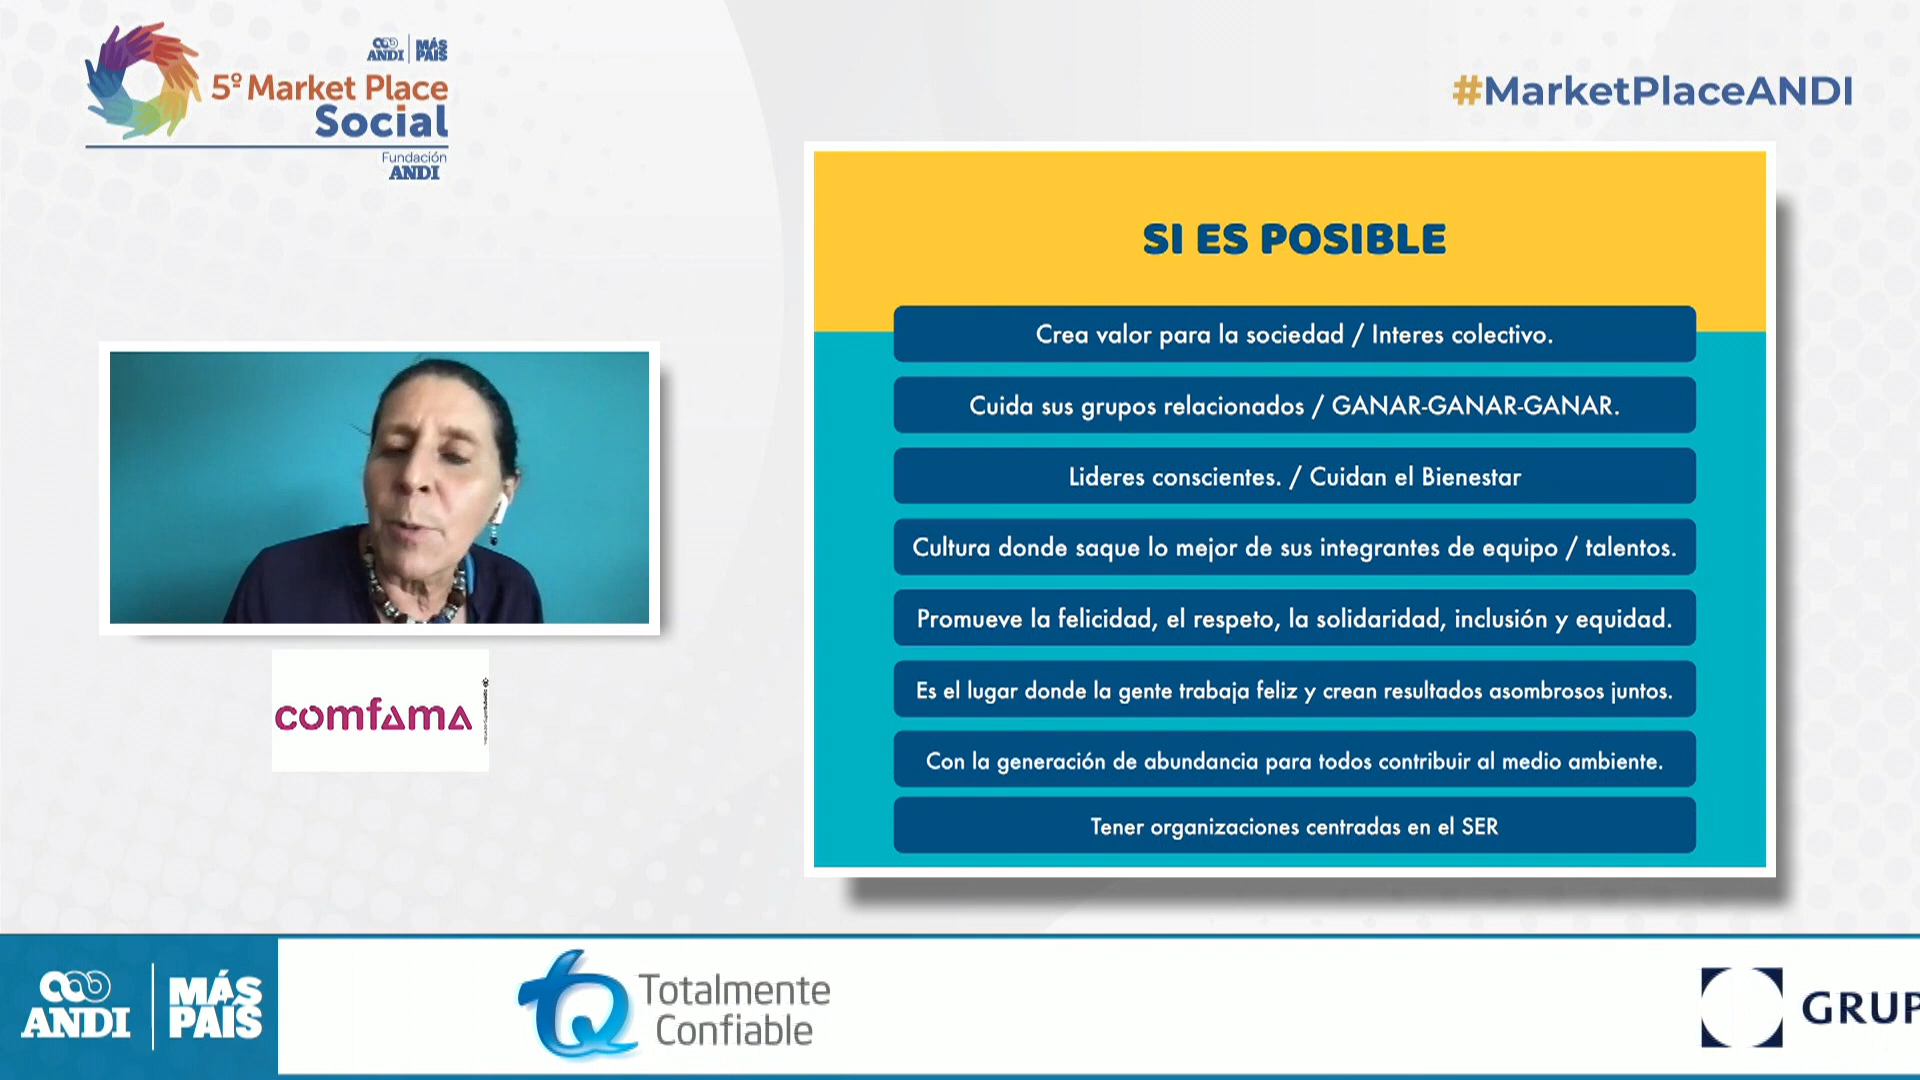 ANDI MÁS PAÍS
5º Market Place
Social
Fundación
ANDI
#MarketPlaceANDI
SI ES POSIBLE
Crea valor para la sociedad / Interes colectivo.
Cuida sus grupos relacionados / GANAR-GANAR-GANAR.
Lideres conscientes. / Cuidan el Bienestar
Cultura donde saque lo mejor de sus integrantes de equipo / talentos.
Promueve la felicidad, el respeto, la solidaridad, inclusión y equidad.
Es el lugar donde la gente trabaja feliz y crean resultados asombrosos juntos.
Con la generación de abundancia para todos contribuir al medio ambiente.
Tener organizaciones centradas en el SER
comfama
ANDI
MÁS
PAÍS
Totalmente
Confiable
GRUP